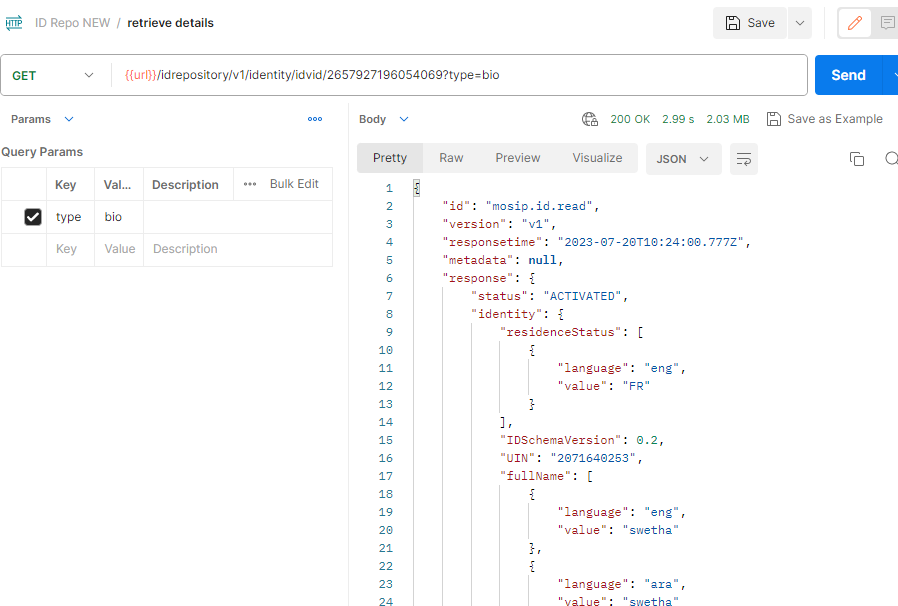 HTTP ID Repo NEW / retrieve details Save
GET {{url}}/idrepository/v1/identity/idvid/2657927196054069?type=bio Send
Params Body 200 OK 2.99 s 2.03 MB Save as Example
Query Params
Pretty Raw Preview Visualize JSON
Key Val... Description ••• Bulk Edit
type bio
Key Value Description
1 {
2 "id": "mosip.id.read",
3 "version": "v1",
4 "responsetime": "2023-07-20T10:24:00.777Z",
5 "metadata": null,
6 "response": {
7 "status": "ACTIVATED",
8 "identity": {
9 "residenceStatus": [
10 {
11 "language": "eng",
12 "value": "FR"
13 }
14 ],
15 "IDSchemaVersion": 0.2,
16 "UIN": "2071640253",
17 "fullName": [
18 {
19 "language": "eng",
20 "value": "swetha"
21 },
22 {
23 "language": "ara",
24 "value": "swetha"